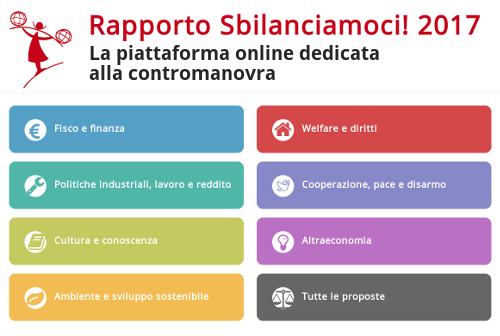 Rapporto Sbilanciamoci! 2017
La piattaforma online dedicata
alla contromanovra
Fisco e finanza
Welfare e diritti
Politiche industriali, lavoro e reddito
Cooperazione, pace e disarmo
Cultura e conoscenza
Altraeconomia
Ambiente e sviluppo sostenibile
Tutte le proposte